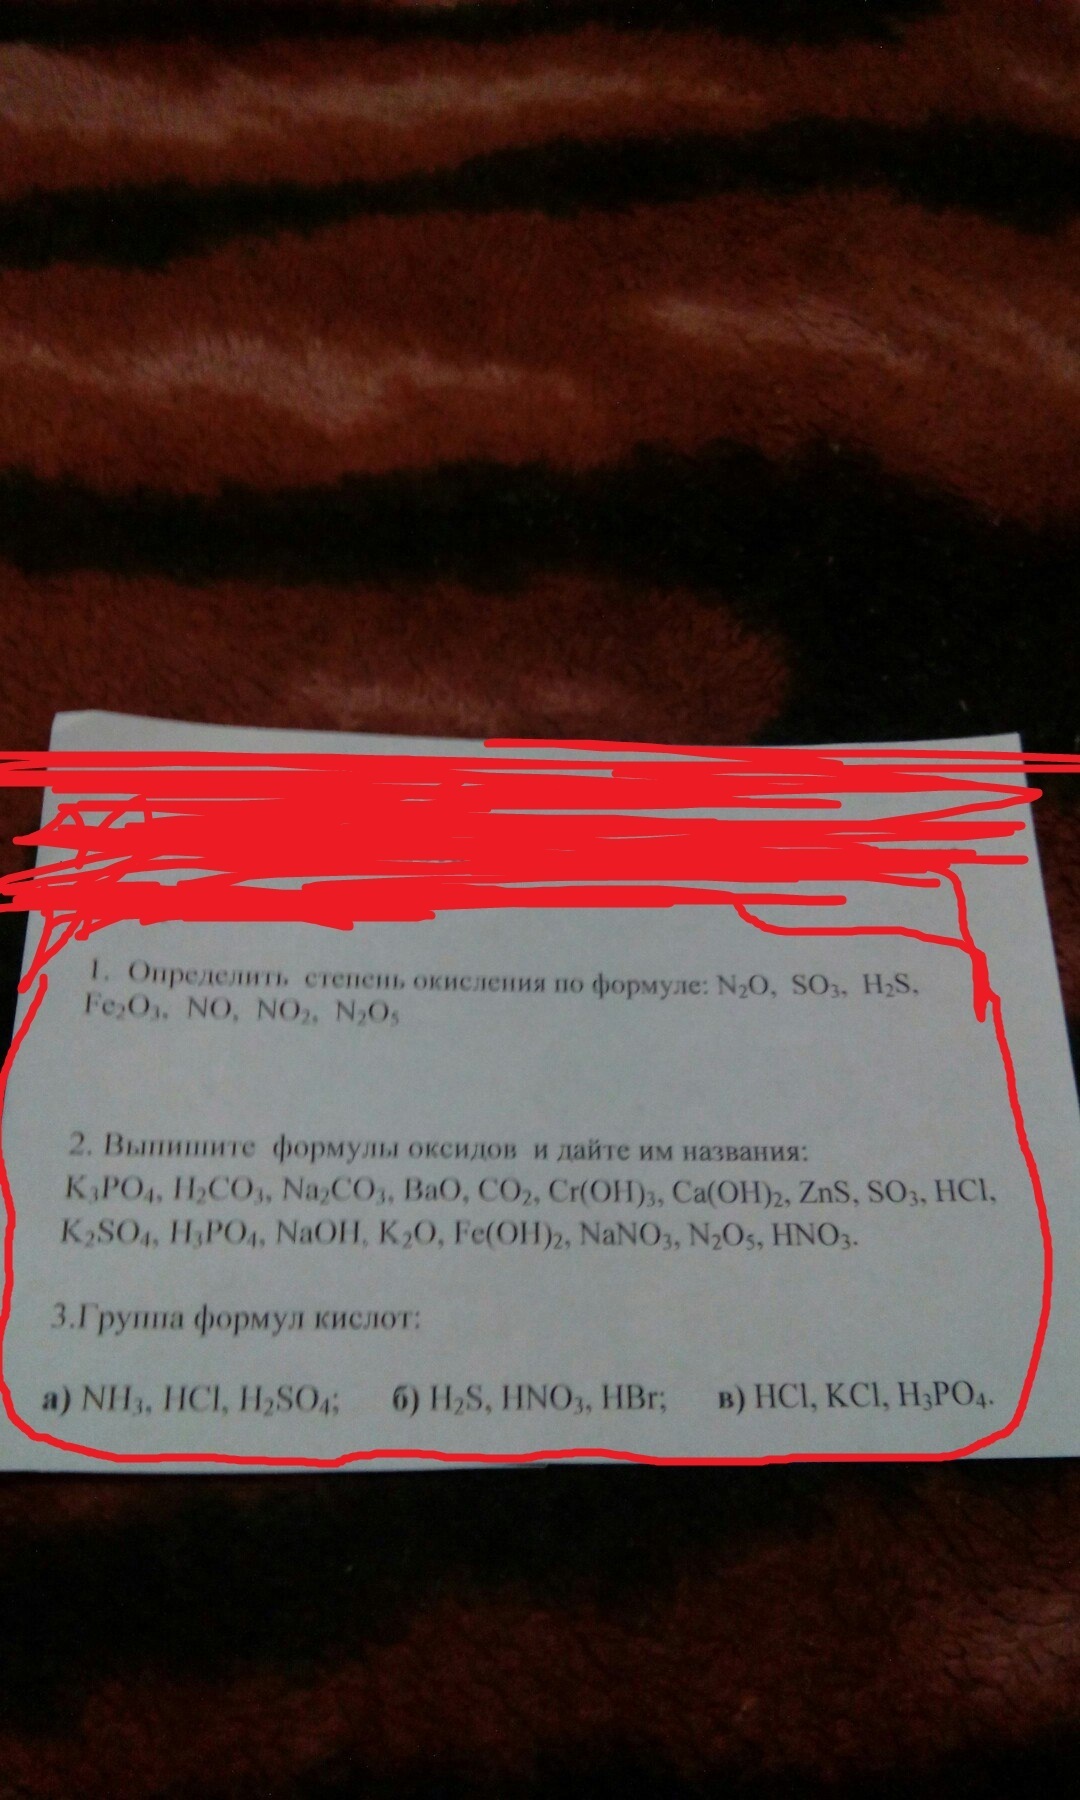 1. Определить степень окисления по формуле: N₂O, SO₃, H₂S,
Fe₂O₃, NO, NO₂, N₂O₅
2. Выпишите формулы оксидов и дайте им названия:
K₃PO₄, H₂CO₃, Na₂CO₃, BaO, CO₂, Cr(OH)₃, Ca(OH)₂, ZnS, SO₃, HCl,
K₂SO₄, H₃PO₄, NaOH, K₂O, Fe(OH)₂, NaNO₃, N₂O₅, HNO₃.
3.Группа формул кислот:
а) NH₃, HCl, H₂SO₄; б) H₂S, HNO₃, HBr; в) HCl, KCl, H₃PO₄.